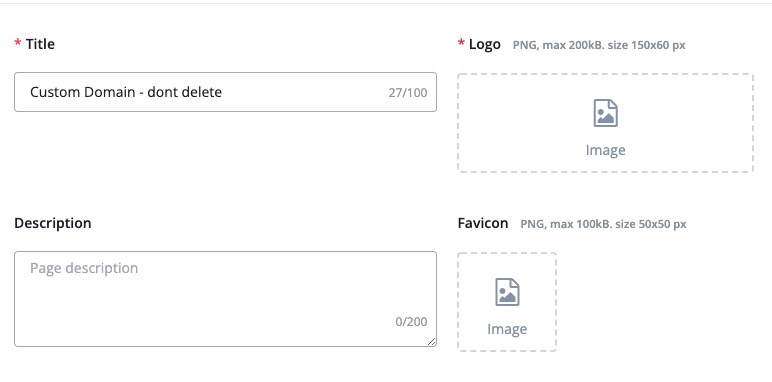 * Title
* Logo PNG, max 200kB. size 150x60 px
Custom Domain - dont delete 27/100
Image
Description
Favicon PNG, max 100kB. size 50x50 px
Page description
0/200
Image